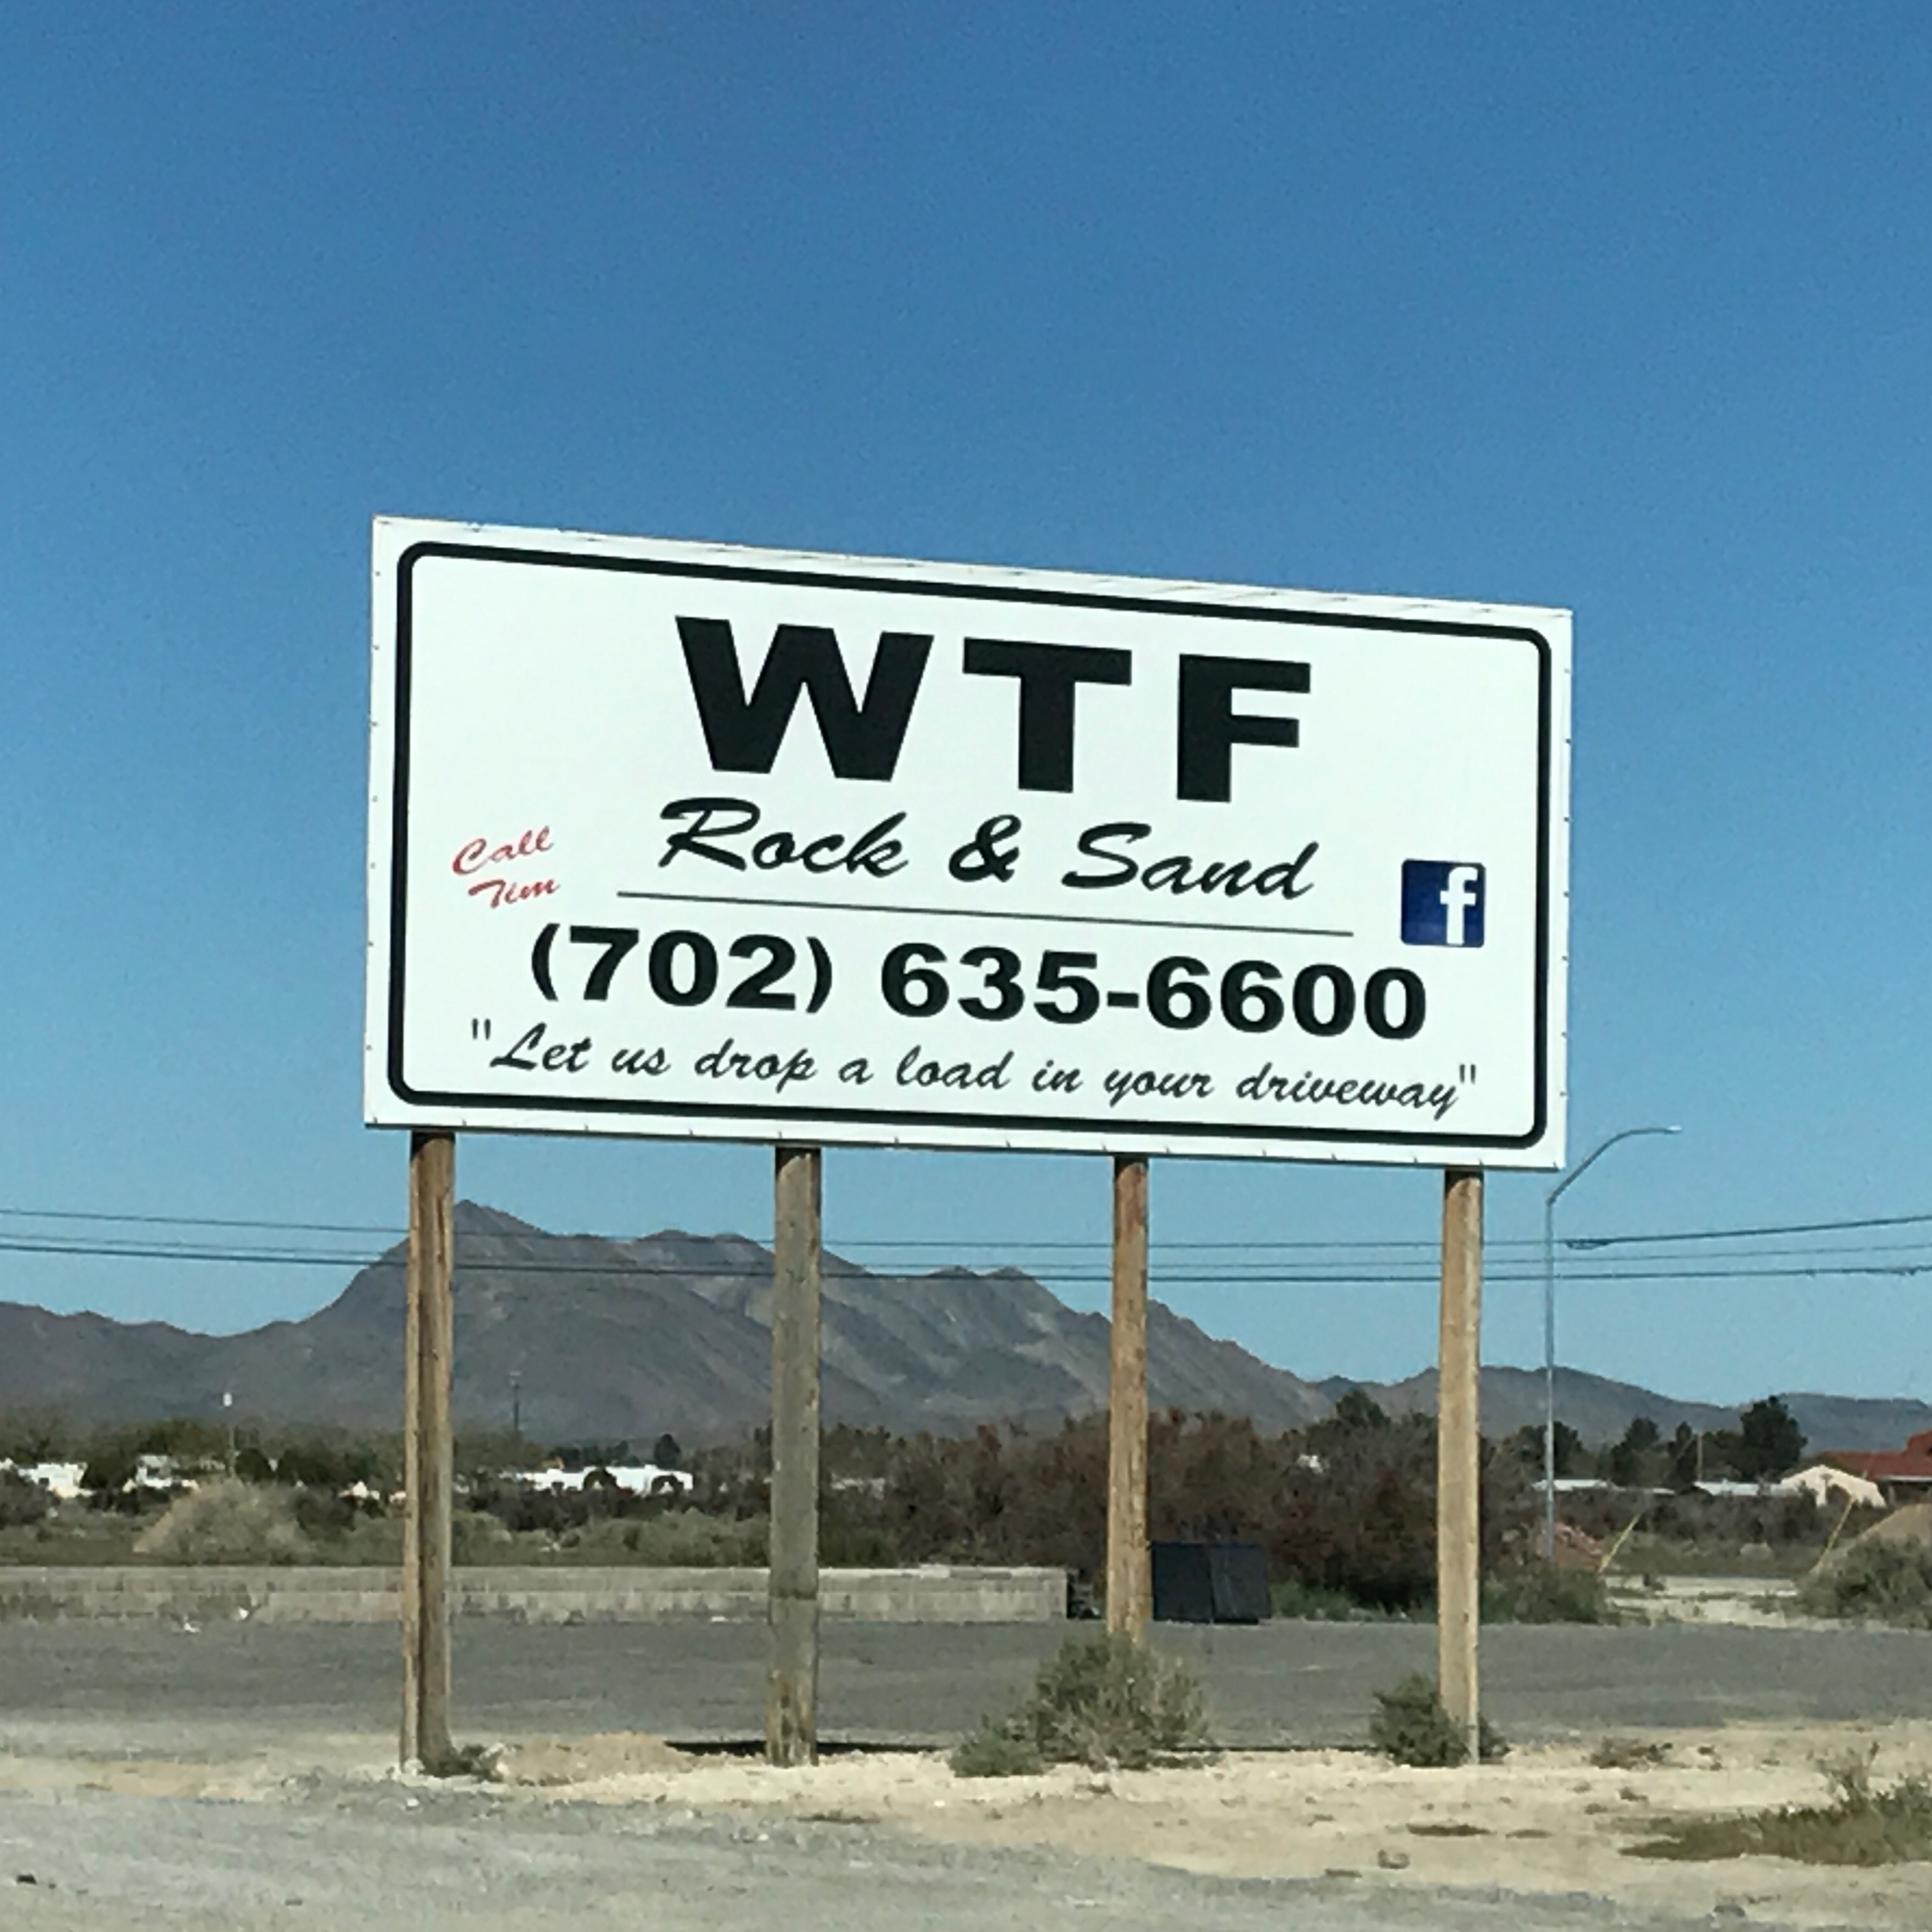 WTF
Rock & Sand
Call
Tim
f
(702) 635-6600
"Let us drop a load in your driveway"